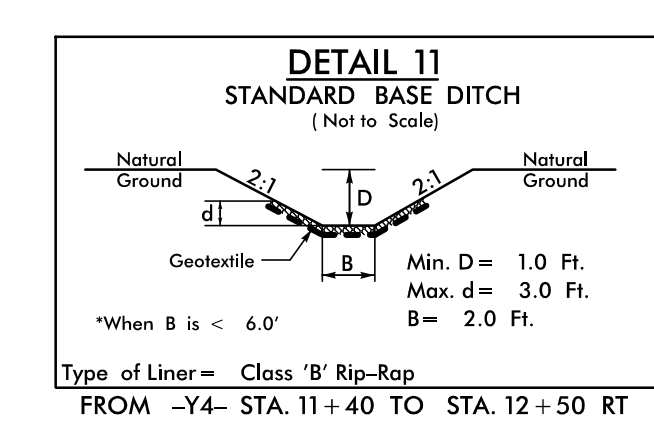 DETAIL 11
STANDARD BASE DITCH
( Not to Scale)
Natural
Ground
2:1
D
2:1
Natural
Ground
d
Geotextile
B
Min. D = 1.0 Ft.
Max. d = 3.0 Ft.
B = 2.0 Ft.
*When B is < 6.0'
Type of Liner = Class 'B' Rip-Rap
FROM -Y4- STA. 11+40 TO STA. 12+50 RT